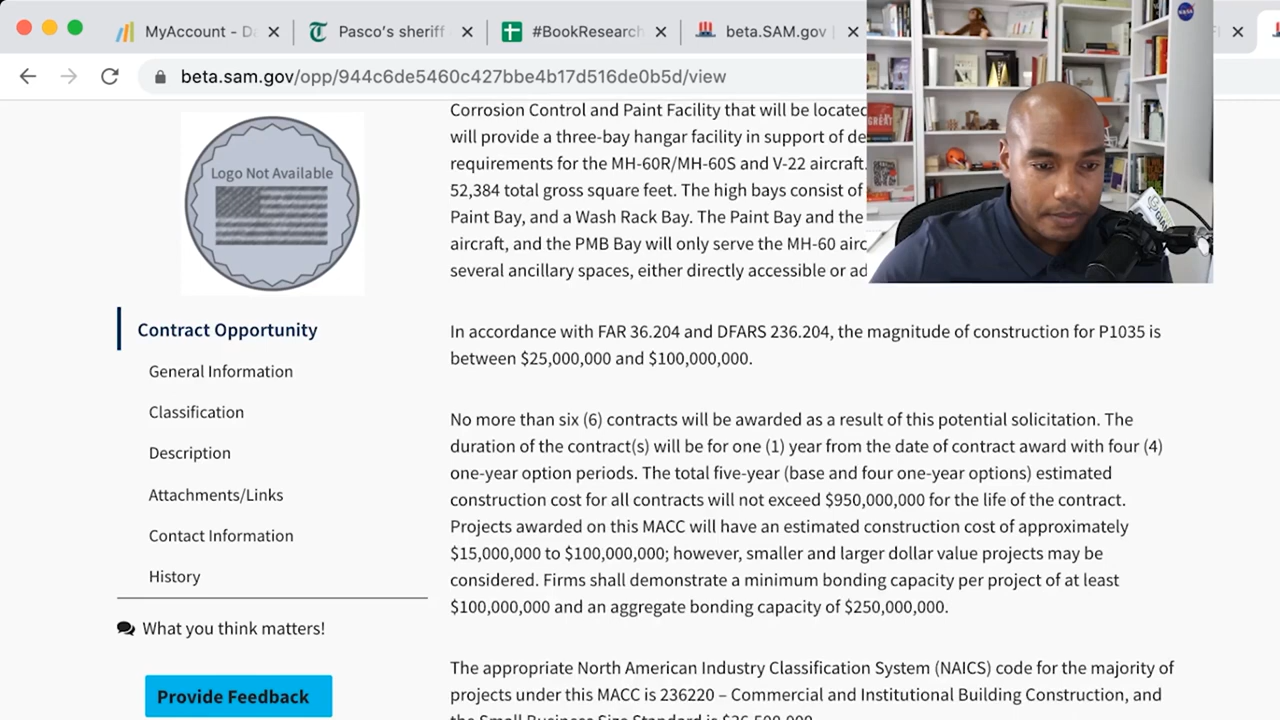 MyAccount - Da
Pasco's sheriff
#BookResearch
beta.SAM.gov
beta.sam.gov/opp/944c6de5460c427bbe4b17d516de0b5d/view
NASA
GREAT
Logo Not Available
Contract Opportunity
General Information
Classification
Description
Attachments/Links
Contact Information
History
What you think matters!
Provide Feedback
Corrosion Control and Paint Facility that will be located
will provide a three-bay hangar facility in support of de
requirements for the MH-60R/MH-60S and V-22 aircraft.
52,384 total gross square feet. The high bays consist of
Paint Bay, and a Wash Rack Bay. The Paint Bay and the
aircraft, and the PMB Bay will only serve the MH-60 airc
several ancillary spaces, either directly accessible or ad
In accordance with FAR 36.204 and DFARS 236.204, the magnitude of construction for P1035 is
between $25,000,000 and $100,000,000.
No more than six (6) contracts will be awarded as a result of this potential solicitation. The
duration of the contract(s) will be for one (1) year from the date of contract award with four (4)
one-year option periods. The total five-year (base and four one-year options) estimated
construction cost for all contracts will not exceed $950,000,000 for the life of the contract.
Projects awarded on this MACC will have an estimated construction cost of approximately
$15,000,000 to $100,000,000; however, smaller and larger dollar value projects may be
considered. Firms shall demonstrate a minimum bonding capacity per project of at least
$100,000,000 and an aggregate bonding capacity of $250,000,000.
The appropriate North American Industry Classification System (NAICS) code for the majority of
projects under this MACC is 236220 – Commercial and Institutional Building Construction, and
the Small Business Size Standard is $36,500,000